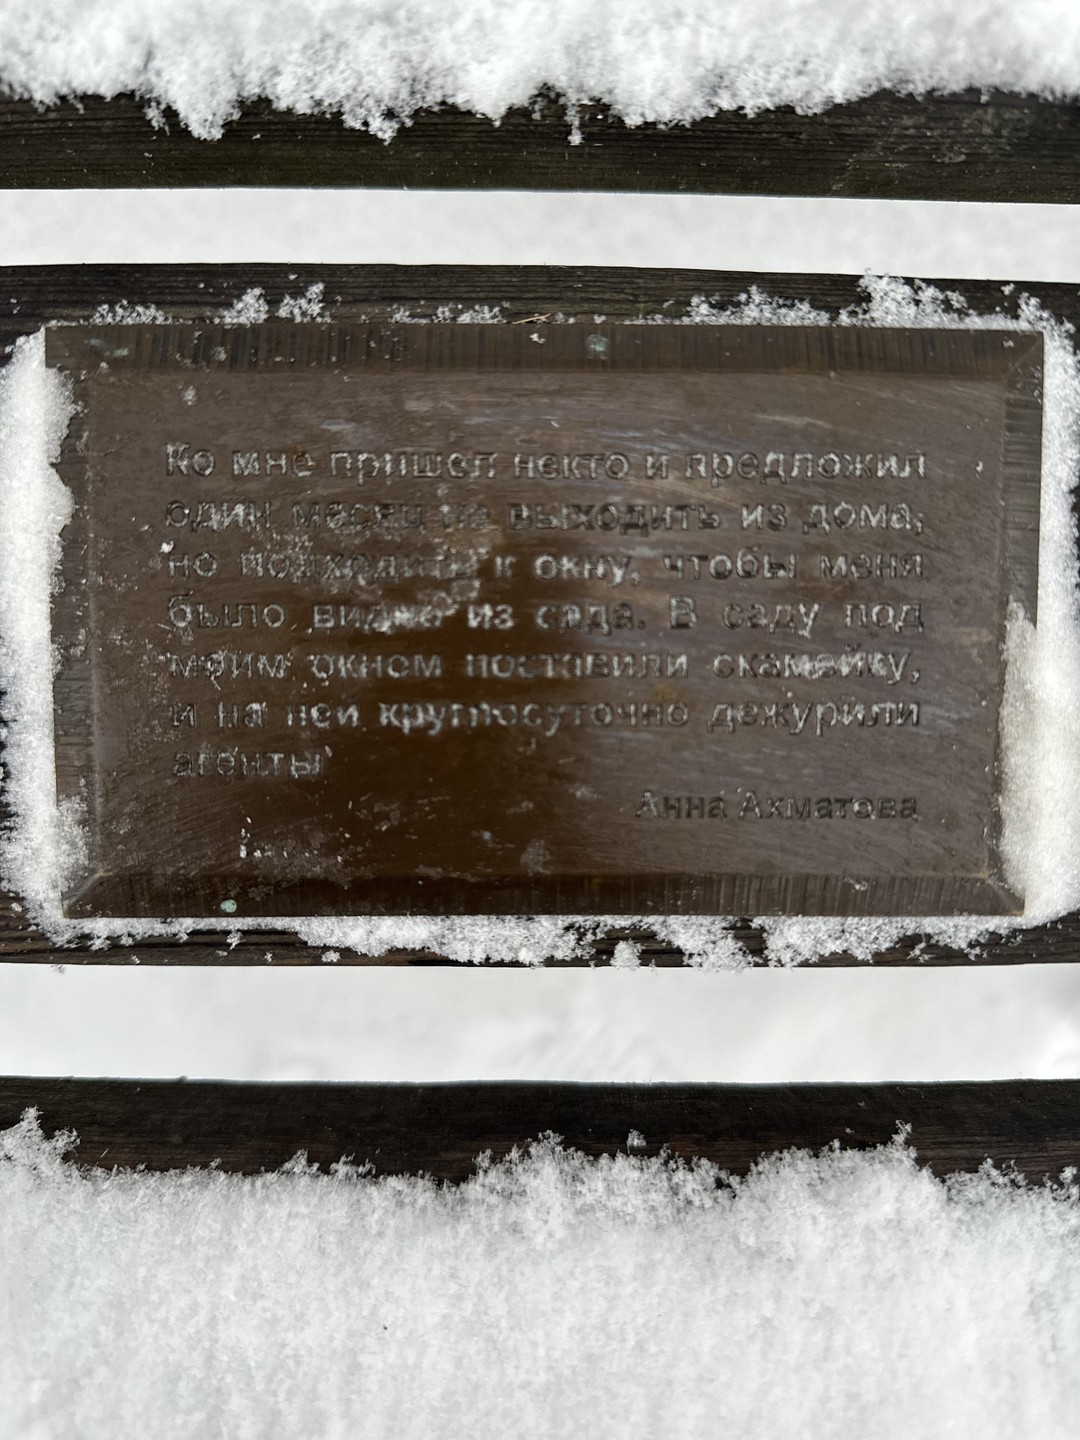 Ко мне пришел некто и предложил
один месяц не выходить из дома,
но подходить к окну, чтобы меня
было видно из сада. В саду под
моим окном поставили скамейку,
и на ней круглосуточно дежурили
агенты
Анна Ахматова